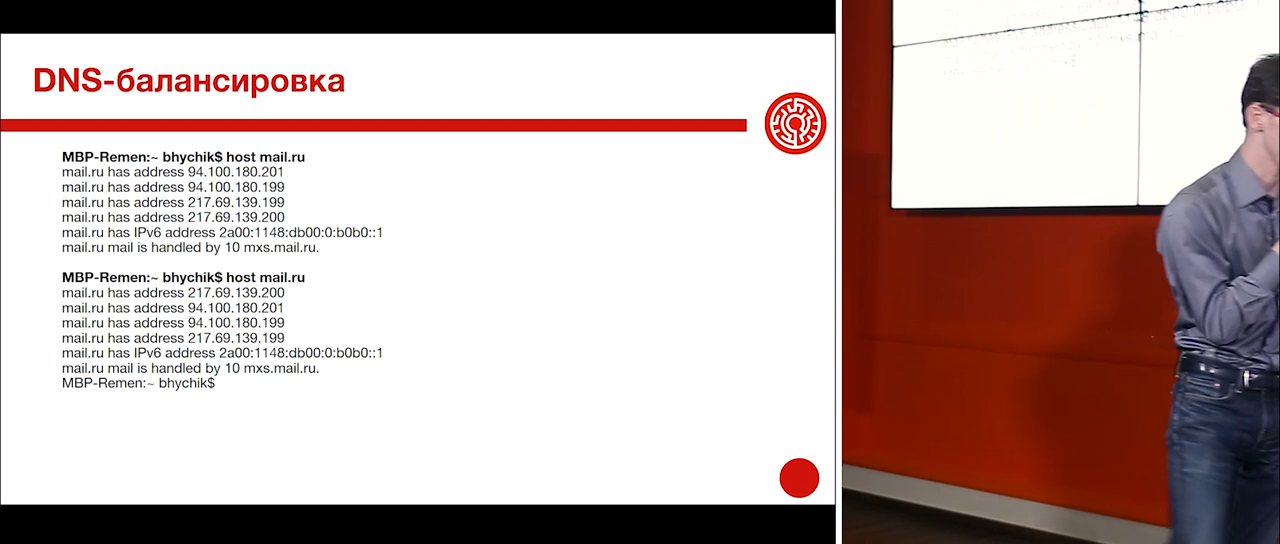 DNS-балансировка
MBP-Remen:~ bhychik$ host mail.ru
mail.ru has address 94.100.180.201
mail.ru has address 94.100.180.199
mail.ru has address 217.69.139.199
mail.ru has address 217.69.139.200
mail.ru has IPv6 address 2a00:1148:db00:0:b0b0::1
mail.ru mail is handled by 10 mxs.mail.ru.
MBP-Remen:~ bhychik$ host mail.ru
mail.ru has address 217.69.139.200
mail.ru has address 94.100.180.201
mail.ru has address 94.100.180.199
mail.ru has address 217.69.139.199
mail.ru has IPv6 address 2a00:1148:db00:0:b0b0::1
mail.ru mail is handled by 10 mxs.mail.ru.
MBP-Remen:~ bhychik$